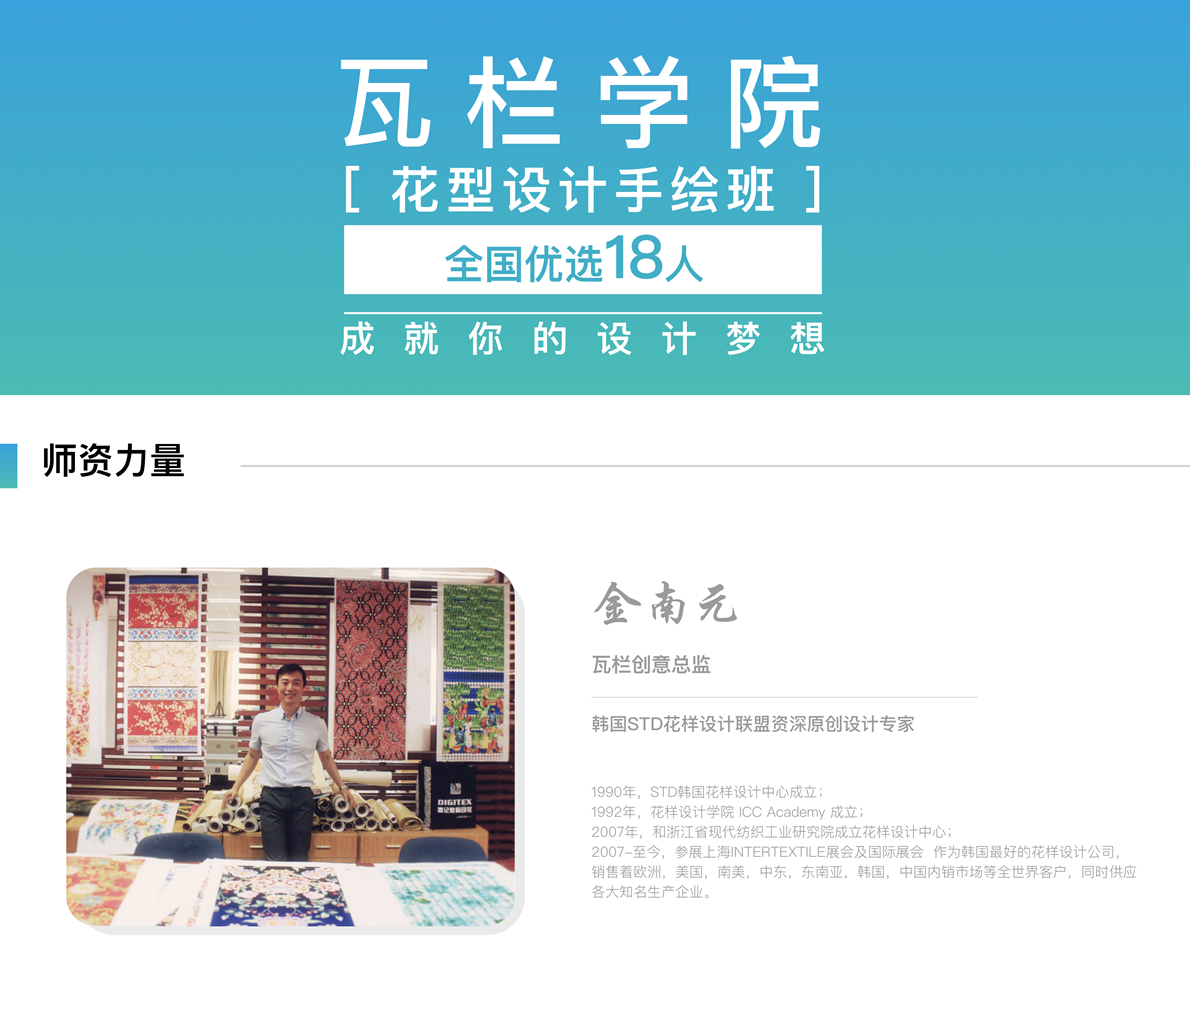 瓦栏学院
[ 花型设计手绘班 ]
全国优选18人
成就你的设计梦想
师资力量
金南元
瓦栏创意总监
韩国STD花样设计联盟资深原创设计专家
1990年，STD韩国花样设计中心成立；
1992年，花样设计学院 ICC Academy 成立；
2007年，和浙江省现代纺织工业研究院成立花样设计中心；
2007-至今，参展上海INTERTEXTILE展会及国际展会 作为韩国最好的花样设计公司，
销售着欧洲，美国，南美，中东，东南亚，韩国，中国内销市场等全世界客户，同时供应
各大知名生产企业。
DIGITEX